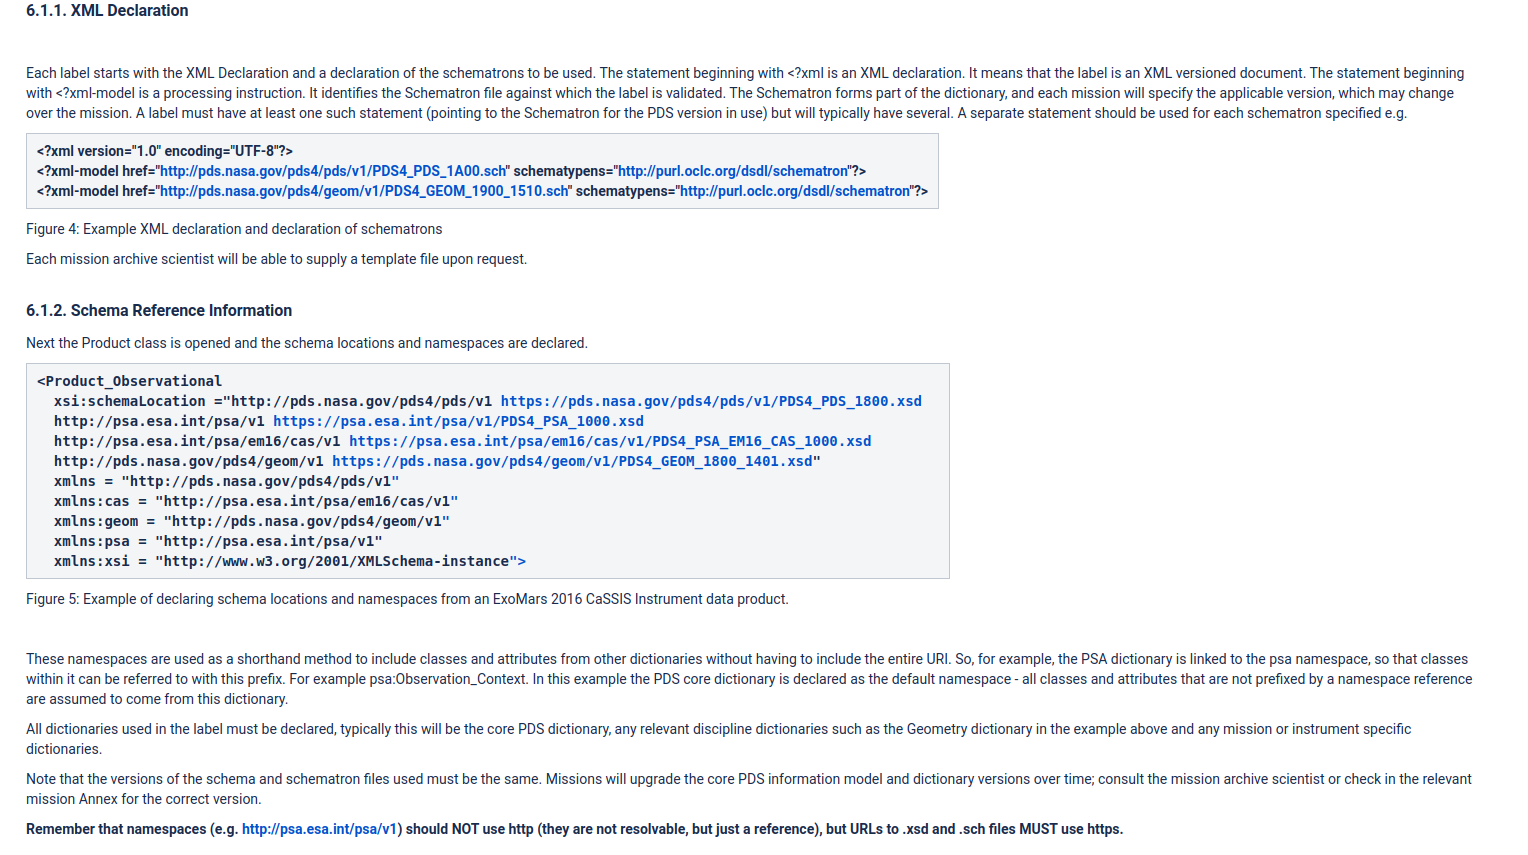 6.1.1. XML Declaration
Each label starts with the XML Declaration and a declaration of the schematrons to be used. The statement beginning with <?xml is an XML declaration. It means that the label is an XML versioned document. The statement beginning
with <?xml-model is a processing instruction. It identifies the Schematron file against which the label is validated. The Schematron forms part of the dictionary, and each mission will specify the applicable version, which may change
over the mission. A label must have at least one such statement (pointing to the Schematron for the PDS version in use) but will typically have several. A separate statement should be used for each schematron specified e.g.
<?xml version="1.0" encoding="UTF-8"?>
<?xml-model href="http://pds.nasa.gov/pds4/pds/v1/PDS4_PDS_1A00.sch" schematypens="http://purl.oclc.org/dsdl/schematron"?>
<?xml-model href="http://pds.nasa.gov/pds4/geom/v1/PDS4_GEOM_1900_1510.sch" schematypens="http://purl.oclc.org/dsdl/schematron"?>
Figure 4: Example XML declaration and declaration of schematrons
Each mission archive scientist will be able to supply a template file upon request.
6.1.2. Schema Reference Information
Next the Product class is opened and the schema locations and namespaces are declared.
<Product_Observational
xsi:schemaLocation ="http://pds.nasa.gov/pds4/pds/v1 https://pds.nasa.gov/pds4/pds/v1/PDS4_PDS_1800.xsd
http://psa.esa.int/psa/v1 https://psa.esa.int/psa/v1/PDS4_PSA_1000.xsd
http://psa.esa.int/psa/em16/cas/v1 https://psa.esa.int/psa/em16/cas/v1/PDS4_PSA_EM16_CAS_1000.xsd
http://pds.nasa.gov/pds4/geom/v1 https://pds.nasa.gov/pds4/geom/v1/PDS4_GEOM_1800_1401.xsd"
xmlns = "http://pds.nasa.gov/pds4/pds/v1"
xmlns:cas = "http://psa.esa.int/psa/em16/cas/v1"
xmlns:geom = "http://pds.nasa.gov/pds4/geom/v1"
xmlns:psa = "http://psa.esa.int/psa/v1"
xmlns:xsi = "http://www.w3.org/2001/XMLSchema-instance">
Figure 5: Example of declaring schema locations and namespaces from an ExoMars 2016 CaSSIS Instrument data product.
These namespaces are used as a shorthand method to include classes and attributes from other dictionaries without having to include the entire URI. So, for example, the PSA dictionary is linked to the psa namespace, so that classes
within it can be referred to with this prefix. For example psa:Observation_Context. In this example the PDS core dictionary is declared as the default namespace - all classes and attributes that are not prefixed by a namespace reference
are assumed to come from this dictionary.
All dictionaries used in the label must be declared, typically this will be the core PDS dictionary, any relevant discipline dictionaries such as the Geometry dictionary in the example above and any mission or instrument specific
dictionaries.
Note that the versions of the schema and schematron files used must be the same. Missions will upgrade the core PDS information model and dictionary versions over time; consult the mission archive scientist or check in the relevant
mission Annex for the correct version.
Remember that namespaces (e.g. http://psa.esa.int/psa/v1) should NOT use http (they are not resolvable, but just a reference), but URLs to .xsd and .sch files MUST use https.